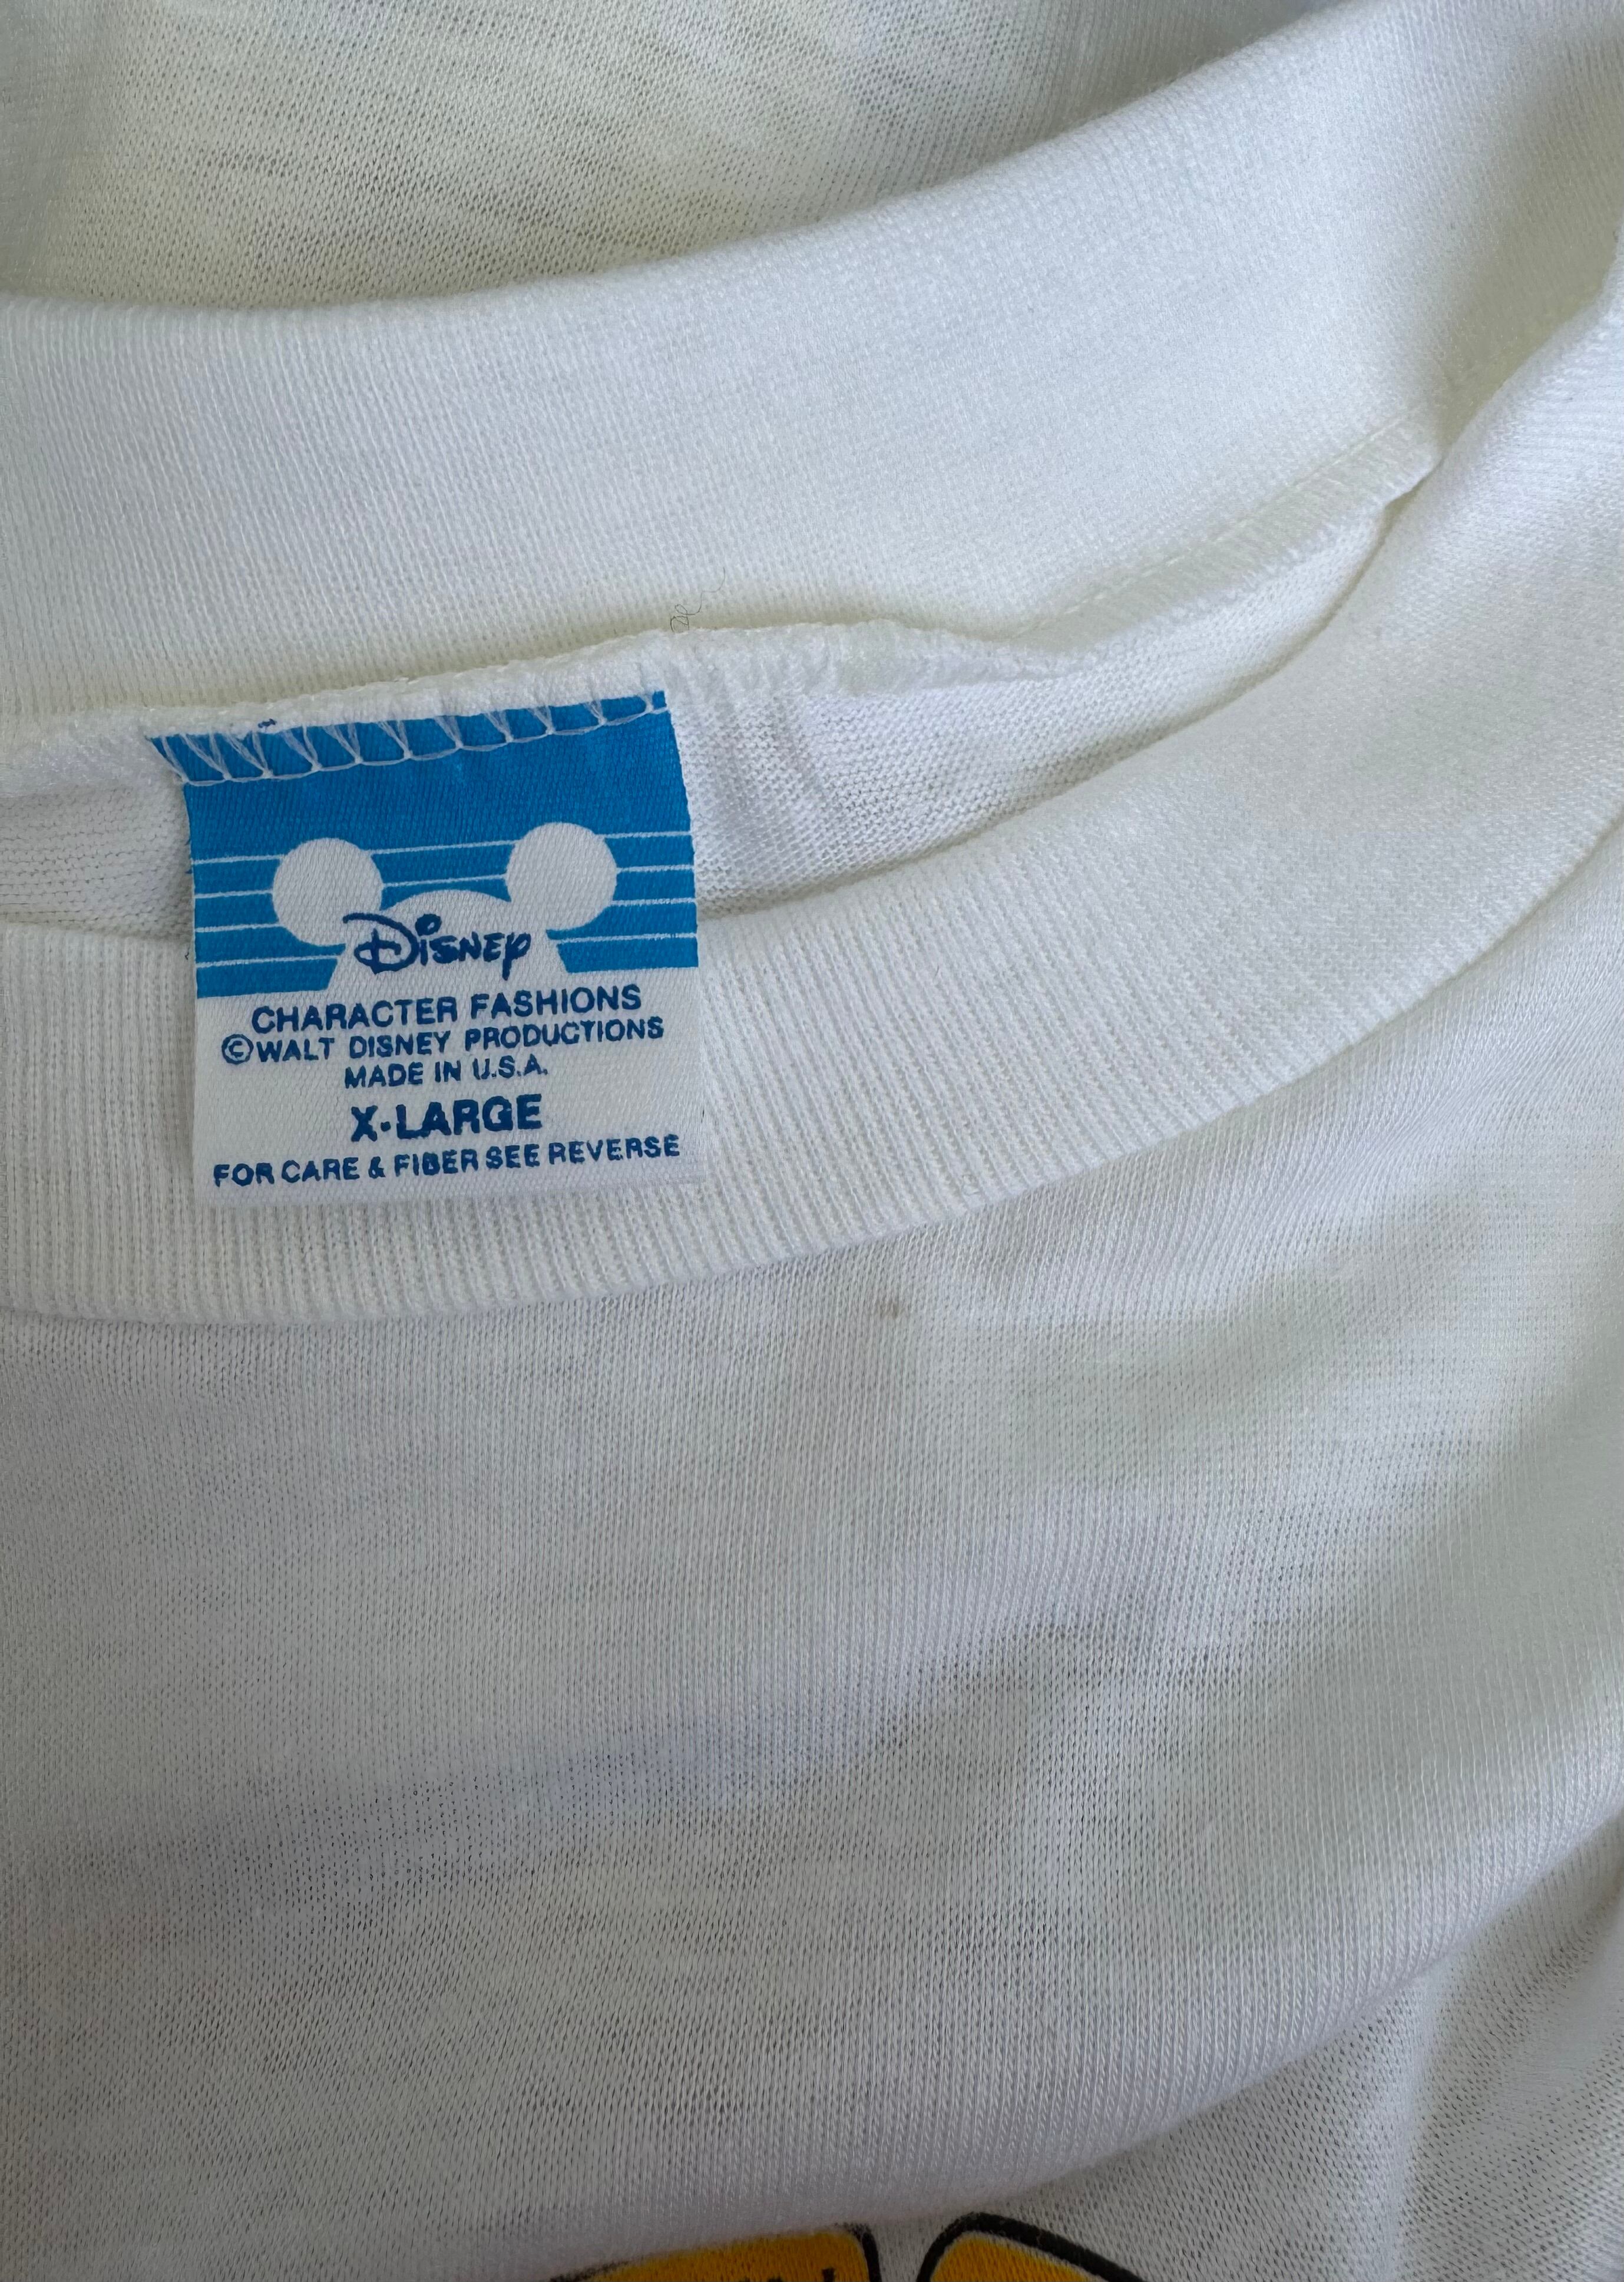 Disney
CHARACTER FASHIONS
©WALT DISNEY PRODUCTIONS
MADE IN U.S.A.
X-LARGE
FOR CARE & FIBER SEE REVERSE